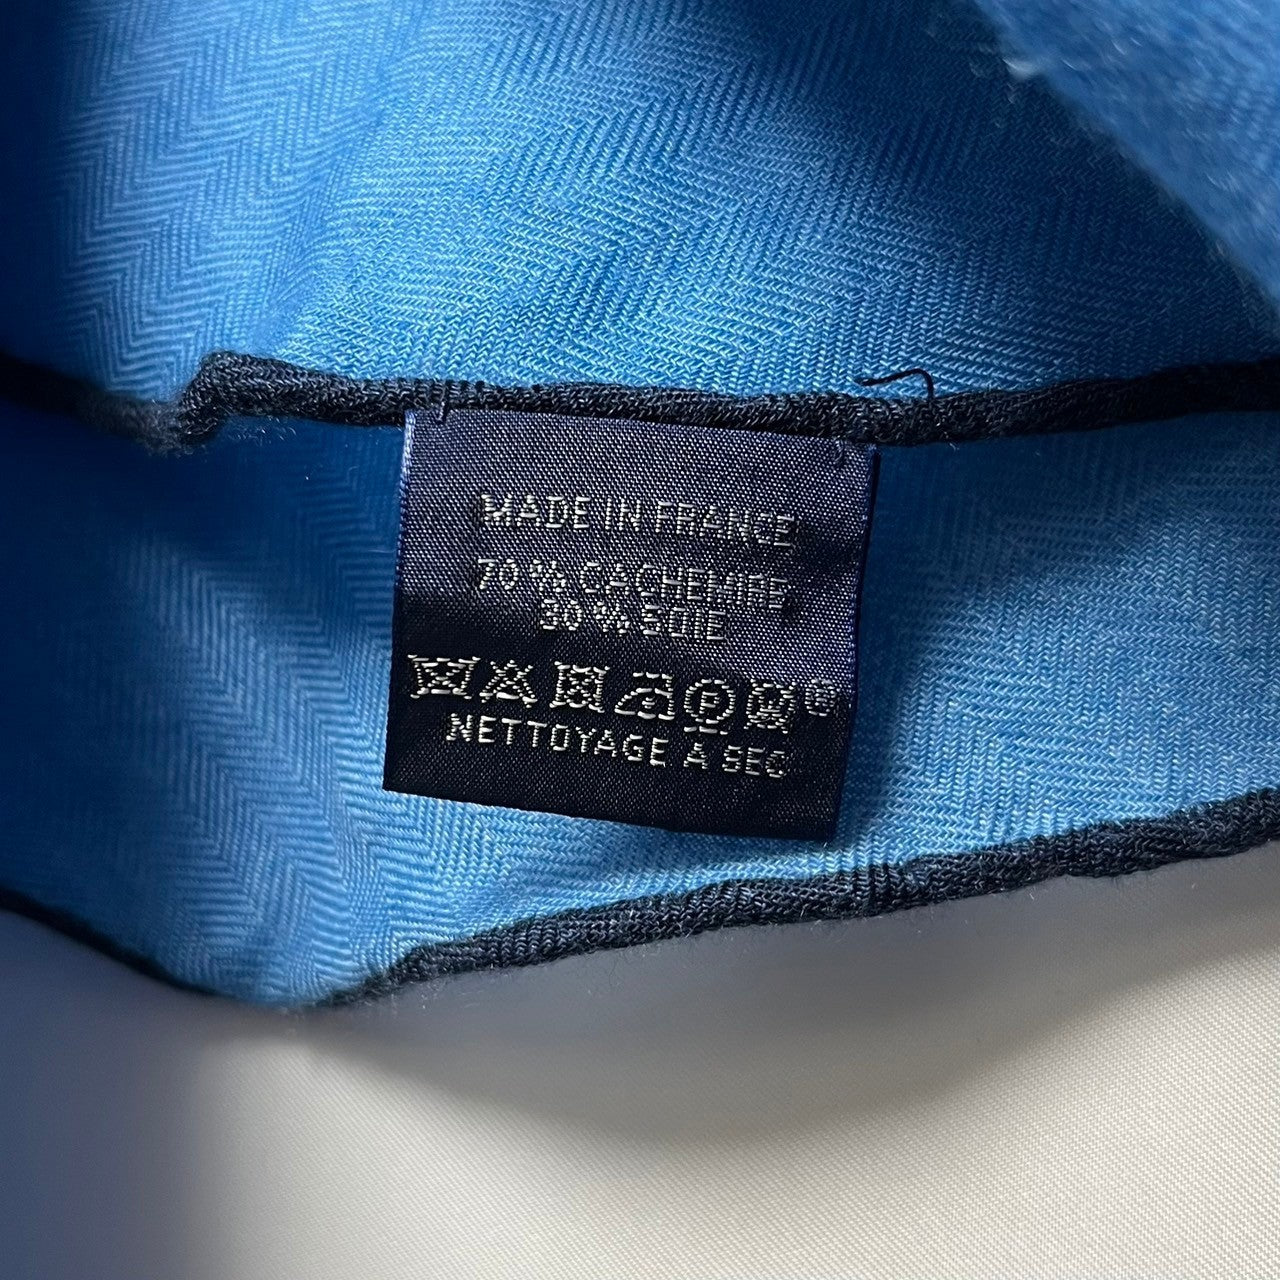 MADE IN FRANCE
70 % CACHEMIRE
30 % SOIE
P W ®
NETTOYAGE A SEC